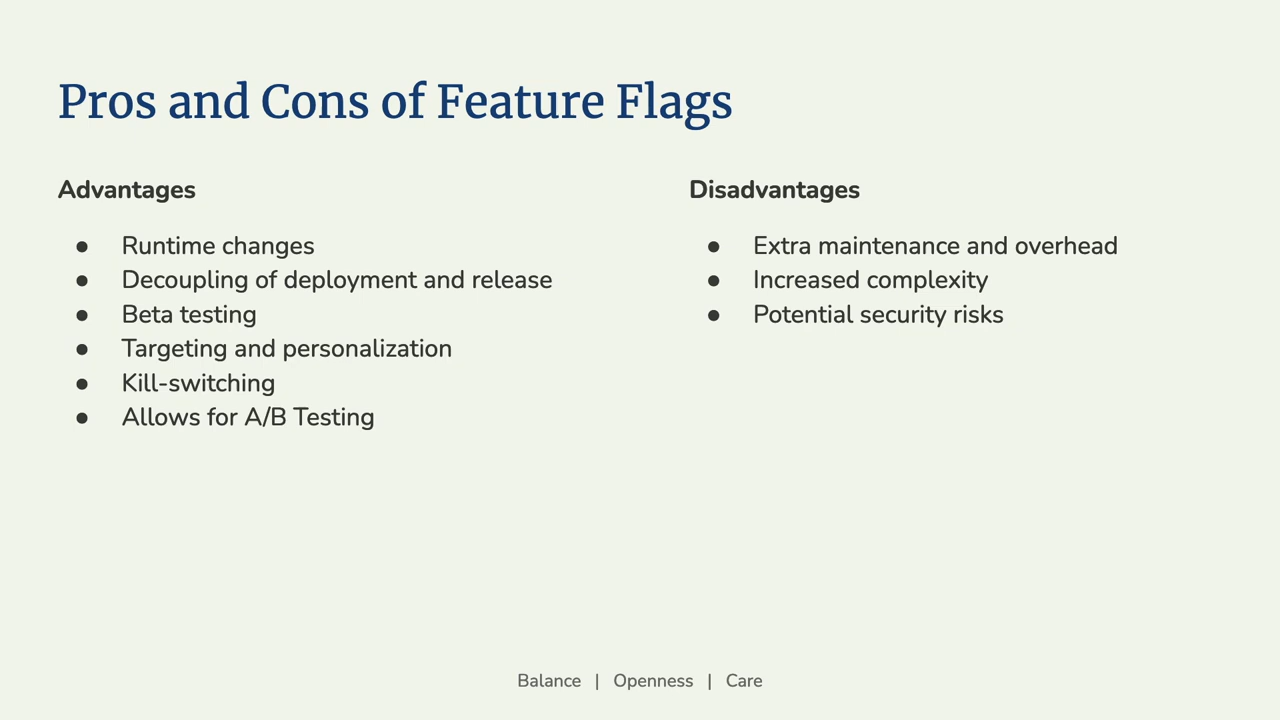 Pros and Cons of Feature Flags
Advantages
● Runtime changes
● Decoupling of deployment and release
● Beta testing
● Targeting and personalization
● Kill-switching
● Allows for A/B Testing
Disadvantages
● Extra maintenance and overhead
● Increased complexity
● Potential security risks
Balance | Openness | Care